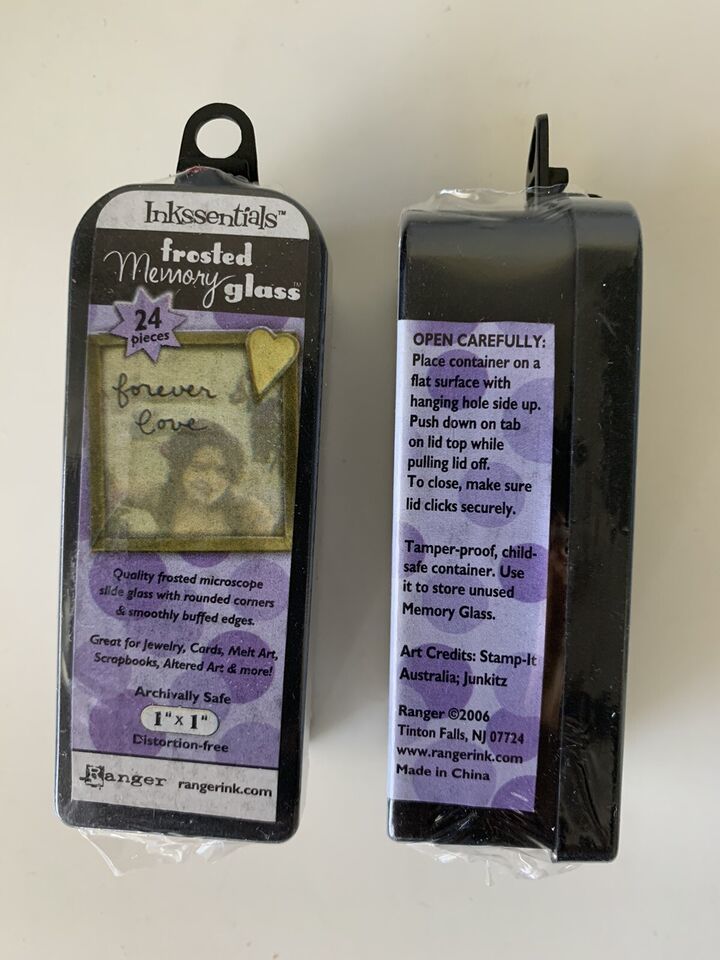 Inkssentials™
frosted
Memory glass™
24
pieces
forever
love
Quality frosted microscope
slide glass with rounded corners
& smoothly buffed edges.
Great for Jewelry, Cards, Melt Art,
Scrapbooks, Altered Art & more!
Archivally Safe
1" x 1"
Distortion-free
Ranger rangerink.com
OPEN CAREFULLY:
Place container on a
flat surface with
hanging hole side up.
Push down on tab
on lid top while
pulling lid off.
To close, make sure
lid clicks securely.
Tamper-proof, child-
safe container. Use
it to store unused
Memory Glass.
Art Credits: Stamp-It
Australia; Junkitz
Ranger ©2006
Tinton Falls, NJ 07724
www.rangerink.com
Made in China